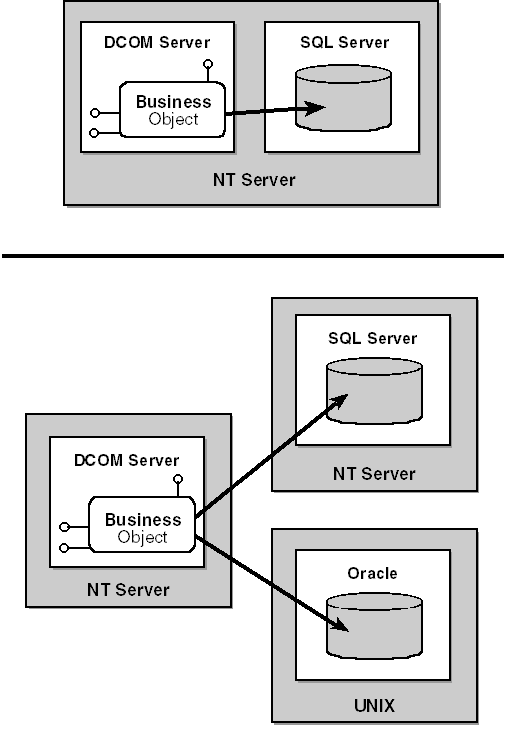 DCOM Server
SQL Server
Business
Object
NT Server
SQL Server
NT Server
DCOM Server
Business
Object
NT Server
Oracle
UNIX